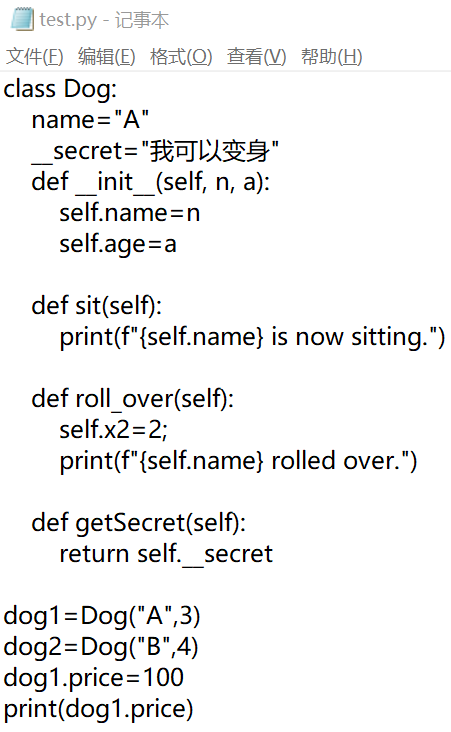 test.py - 记事本
文件(F) 编辑(E) 格式(O) 查看(V) 帮助(H)
class Dog:
    name="A"
    __secret="我可以变身"
    def __init__(self, n, a):
        self.name=n
        self.age=a

    def sit(self):
        print(f"{self.name} is now sitting.")

    def roll_over(self):
        self.x2=2;
        print(f"{self.name} rolled over.")

    def getSecret(self):
        return self.__secret

dog1=Dog("A",3)
dog2=Dog("B",4)
dog1.price=100
print(dog1.price)